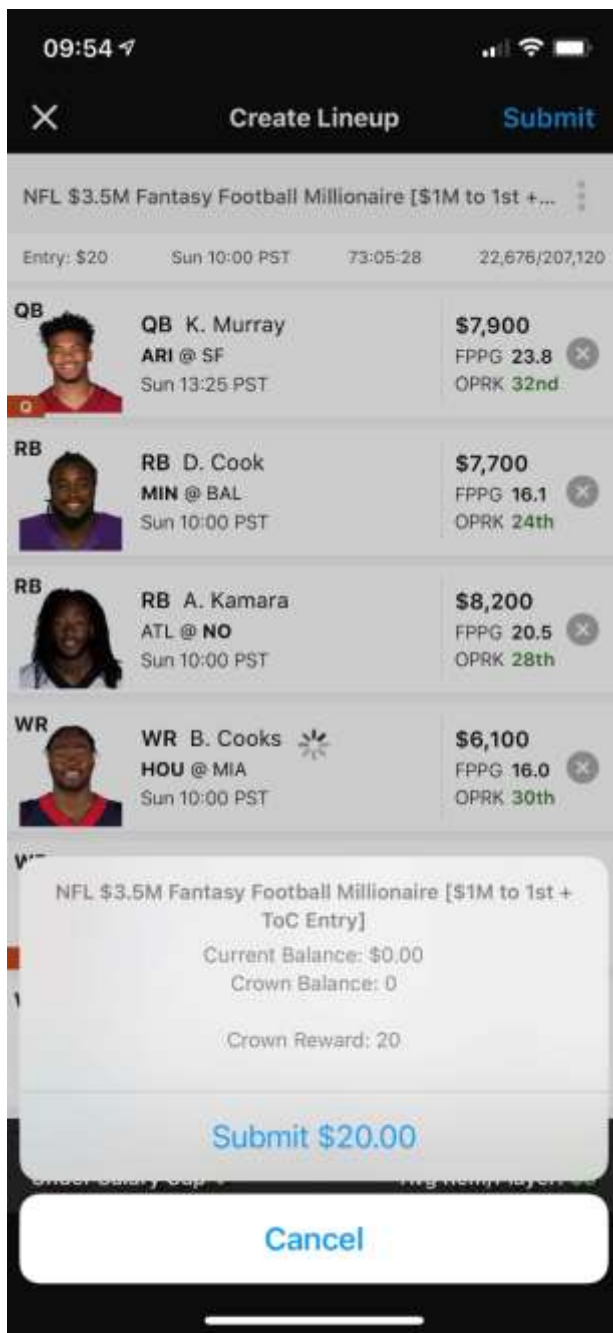 09:54
Create Lineup
Submit
NFL $3.5M Fantasy Football Millionaire [$1M to 1st +...
Entry: $20 Sun 10:00 PST 73:05:28 22,676/207,120
QB
QB K. Murray
ARI @ SF
Sun 13:25 PST
$7,900
FPPG 23.8
OPRK 32nd
Q
RB
RB D. Cook
MIN @ BAL
Sun 10:00 PST
$7,700
FPPG 16.1
OPRK 24th
RB
RB A. Kamara
ATL @ NO
Sun 10:00 PST
$8,200
FPPG 20.5
OPRK 28th
WR
WR B. Cooks
HOU @ MIA
Sun 10:00 PST
$6,100
FPPG 16.0
OPRK 30th
NFL $3.5M Fantasy Football Millionaire [$1M to 1st +
ToC Entry]
Current Balance: $0.00
Crown Balance: 0
Crown Reward: 20
Submit $20.00
Cancel